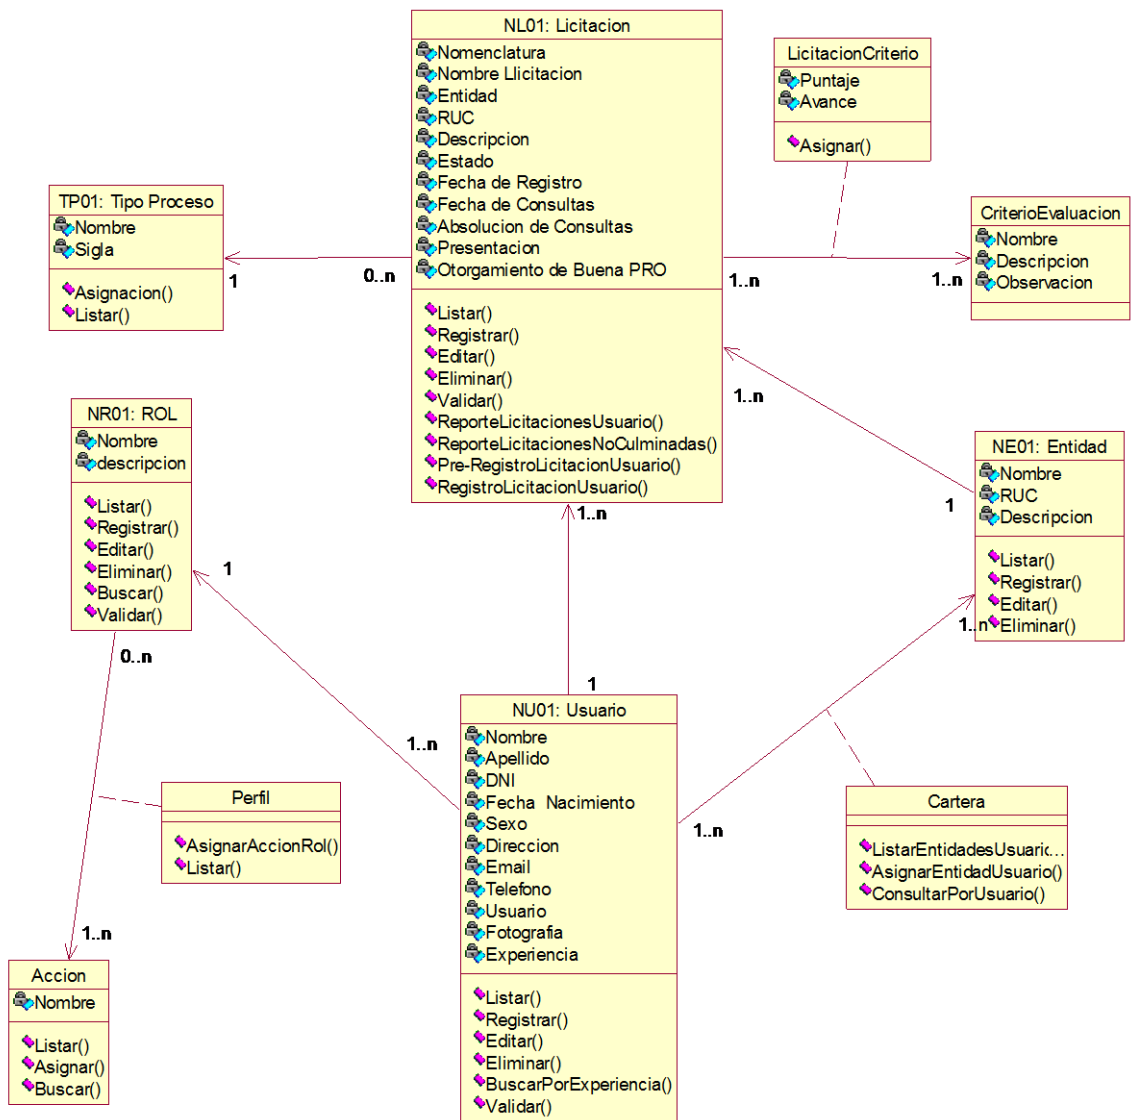 NL01: Licitacion
Nomenclatura
Nombre Llicitacion
Entidad
RUC
Descripcion
Estado
Fecha de Registro
Fecha de Consultas
Absolucion de Consultas
Presentacion
Otorgamiento de Buena PRO
Listar()
Registrar()
Editar()
Eliminar()
Validar()
ReporteLicitacionesUsuario()
ReporteLicitacionesNoCulminadas()
Pre-RegistroLicitacionUsuario()
RegistroLicitacionUsuario()
LicitacionCriterio
Puntaje
Avance
Asignar()
TP01: Tipo Proceso
Nombre
Sigla
Asignacion()
Listar()
1
0..n
1..n
1..n
CriterioEvaluacion
Nombre
Descripcion
Observacion
NR01: ROL
Nombre
descripcion
Listar()
Registrar()
Editar()
Eliminar()
Buscar()
Validar()
1..n
1
NE01: Entidad
Nombre
RUC
Descripcion
Listar()
Registrar()
Editar()
Eliminar()
1..n
1..n
1
1
0..n
1..n
1..n
NU01: Usuario
Nombre
Apellido
DNI
Fecha Nacimiento
Sexo
Direccion
Email
Telefono
Usuario
Fotografia
Experiencia
Listar()
Registrar()
Editar()
Eliminar()
BuscarPorExperiencia()
Validar()
Perfil
AsignarAccionRol()
Listar()
Cartera
ListarEntidadesUsuario...
AsignarEntidadUsuario()
ConsultarPorUsuario()
1..n
Accion
Nombre
Listar()
Asignar()
Buscar()